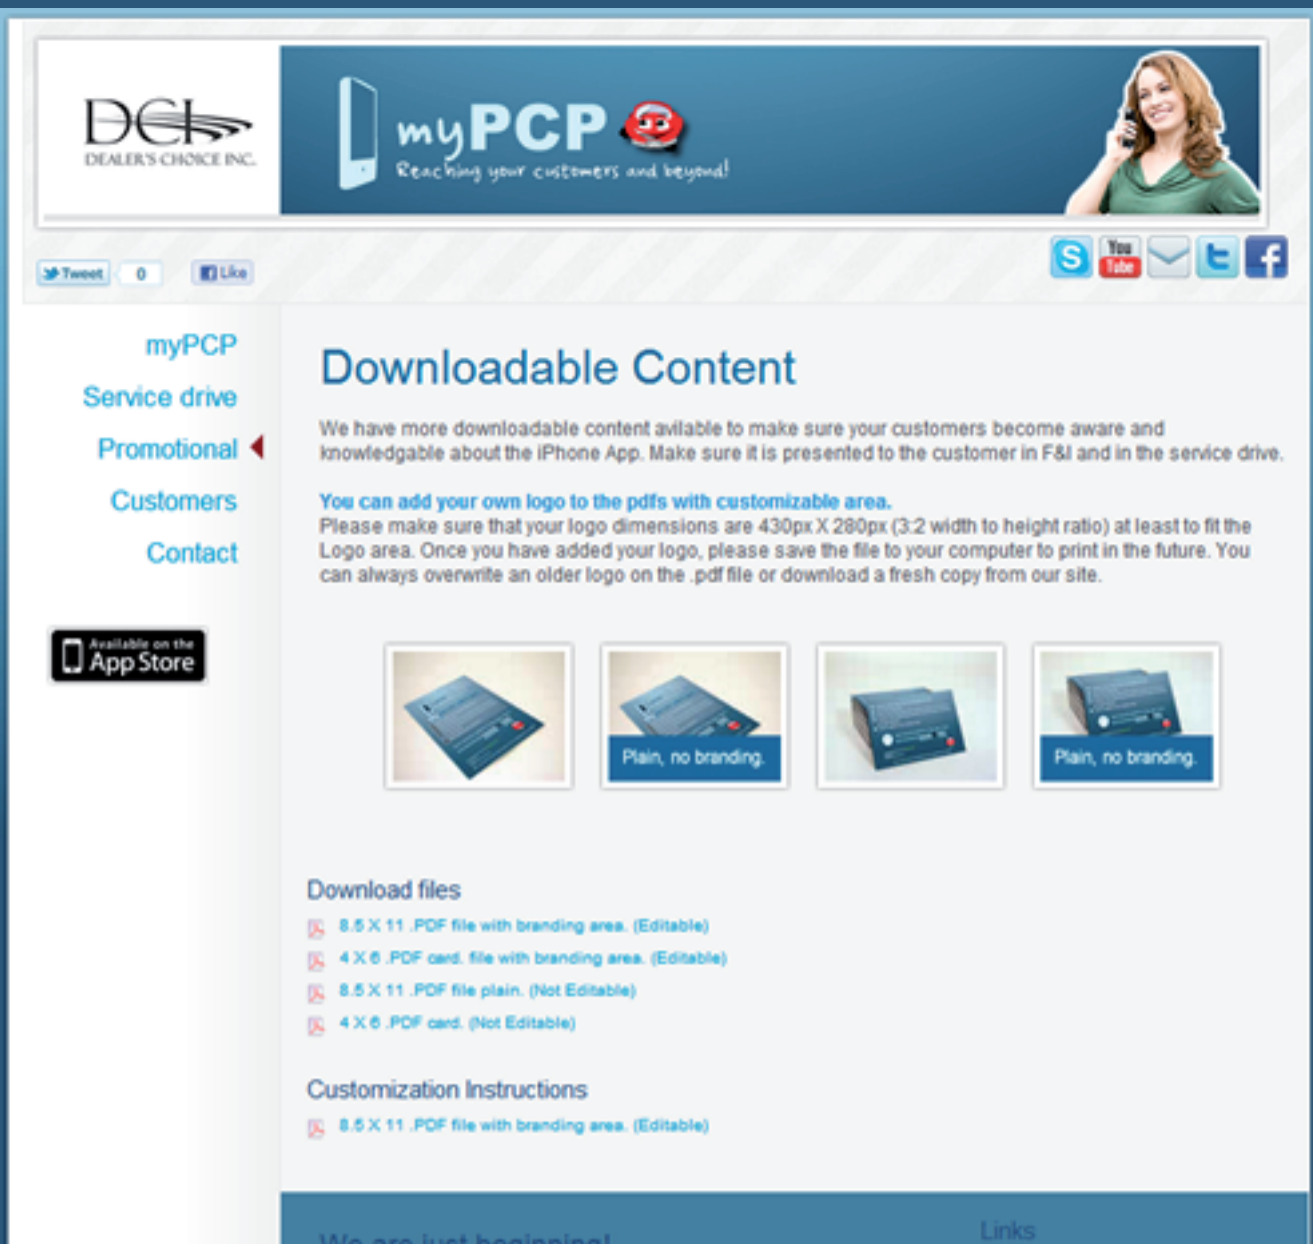 DCI
DEALER'S CHOICE INC.
myPCP
Reaching your customers and beyond!
Tweet 0 Like
You
Tube
myPCP
Service drive
Promotional
Customers
Contact
Available on the
App Store
Downloadable Content
We have more downloadable content avilable to make sure your customers become aware and
knowledgable about the iPhone App. Make sure it is presented to the customer in F&I and in the service drive.
You can add your own logo to the pdfs with customizable area.
Please make sure that your logo dimensions are 430px X 280px (3:2 width to height ratio) at least to fit the
Logo area. Once you have added your logo, please save the file to your computer to print in the future. You
can always overwrite an older logo on the .pdf file or download a fresh copy from our site.
Plain, no branding.
Plain, no branding.
Download files
8.5 X 11 .PDF file with branding area. (Editable)
4 X 6 .PDF card. file with branding area. (Editable)
8.5 X 11 .PDF file plain. (Not Editable)
4 X 6 .PDF card. (Not Editable)
Customization Instructions
8.5 X 11 .PDF file with branding area. (Editable)
We are just beginning!
Links